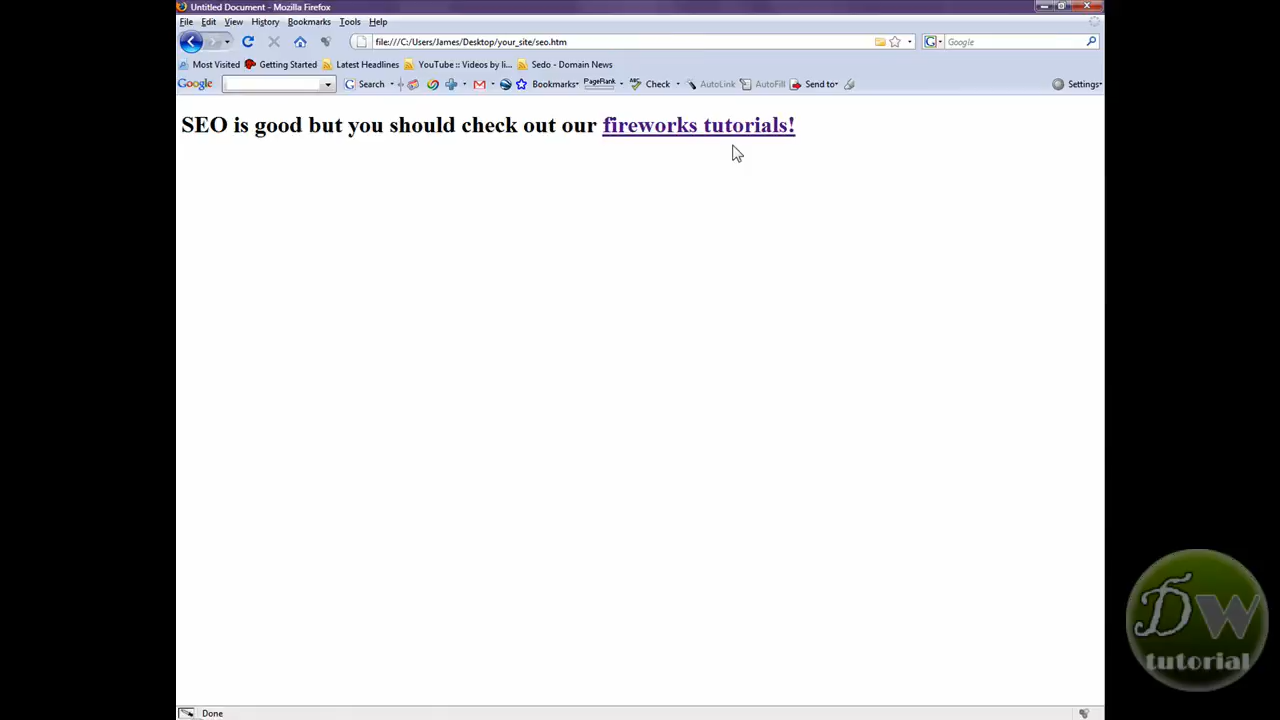 Untitled Document - Mozilla Firefox
File Edit View History Bookmarks Tools Help
file:///C:/Users/James/Desktop/your_site/seo.htm Google
Most Visited Getting Started Latest Headlines YouTube :: Videos by li... Sedo - Domain News
Google Search Bookmarks PageRank Check AutoLink AutoFill Send to Settings
SEO is good but you should check out our fireworks tutorials!
DW
tutorial
Done